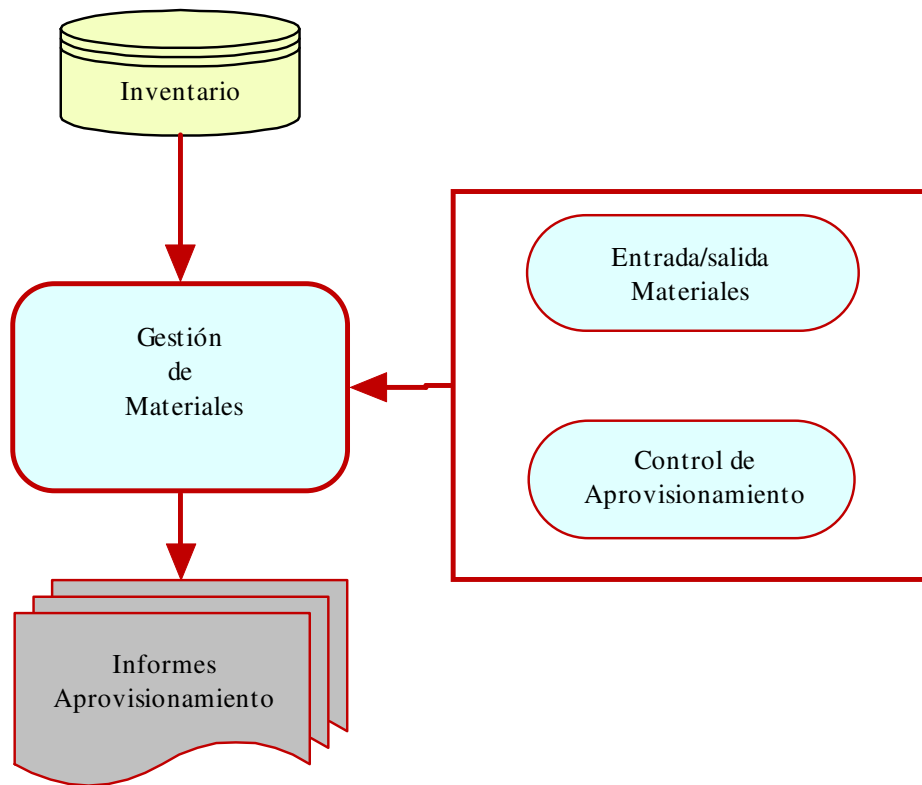 Inventario
Entrada/salida
Materiales
Gestión
de
Materiales
Control de
Aprovisionamiento
Informes
Aprovisionamiento